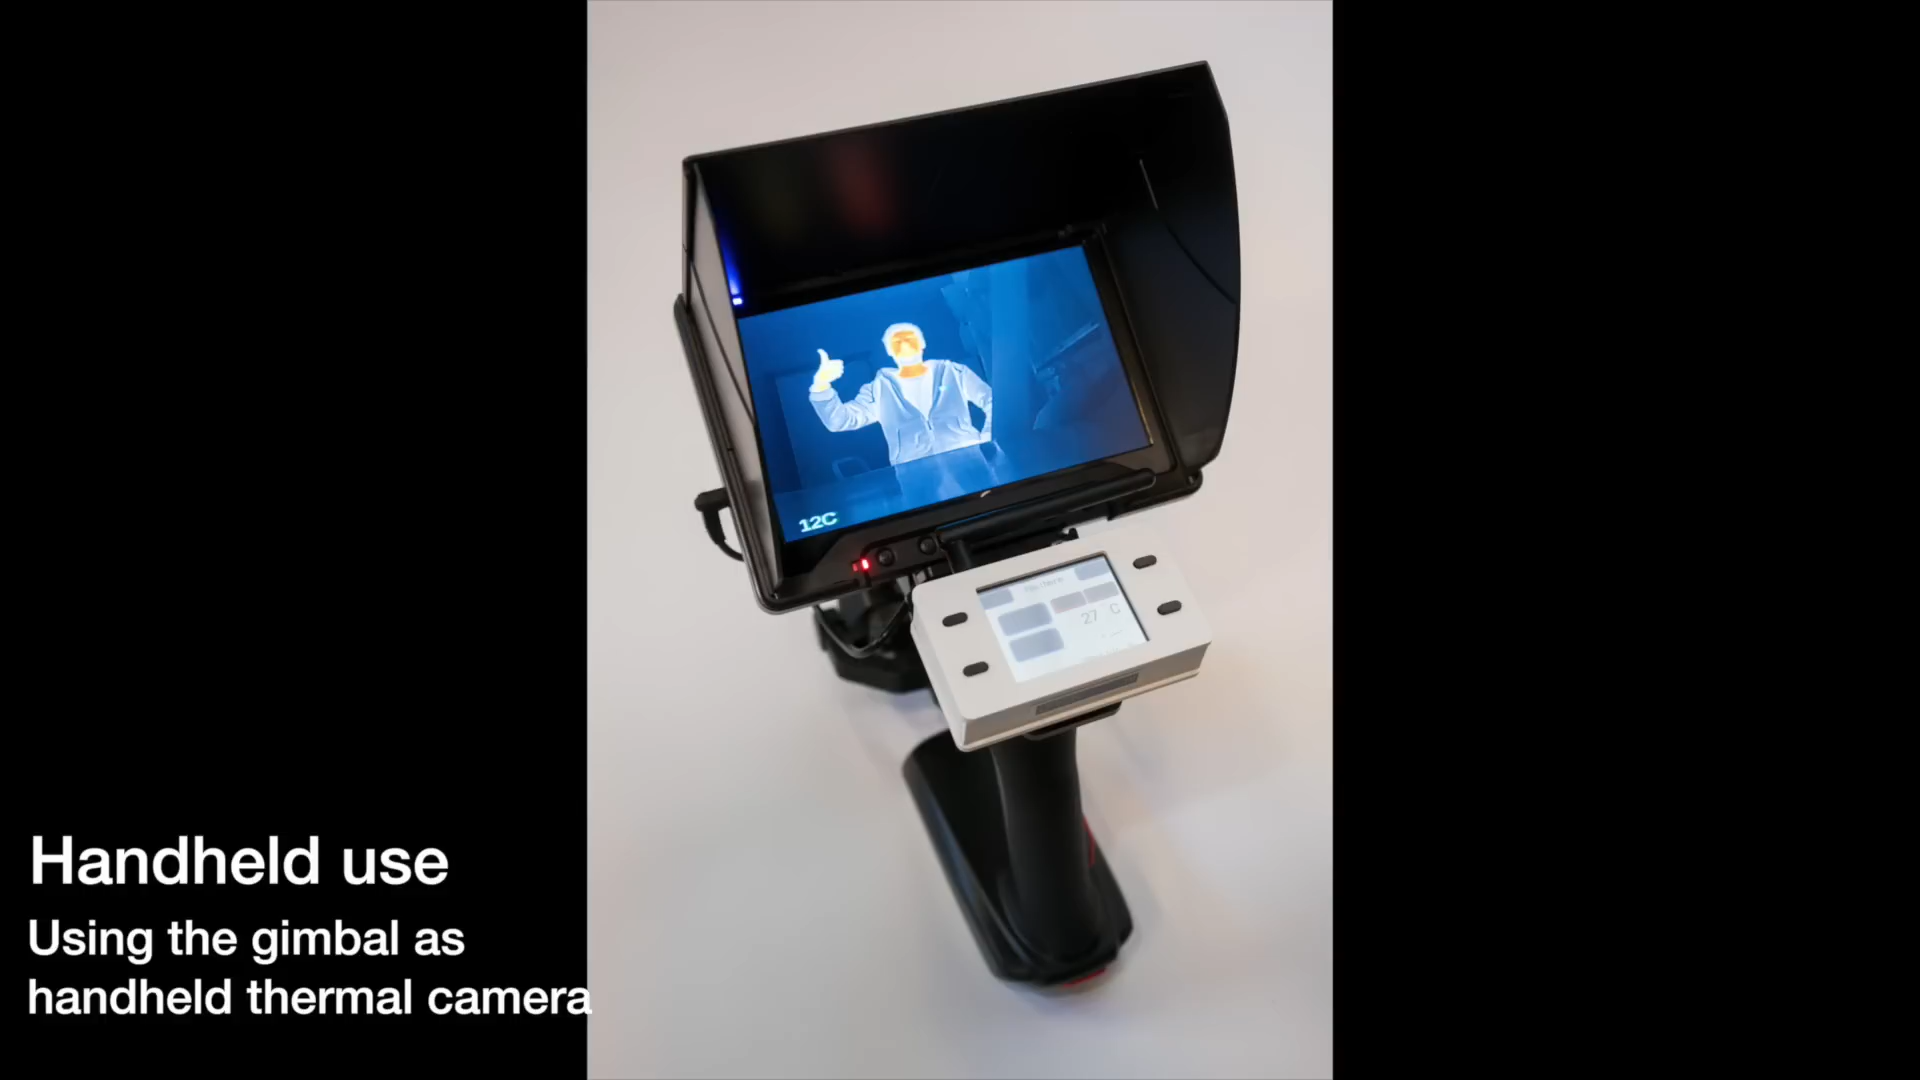 12C
27 C
Handheld use
Using the gimbal as
handheld thermal camera